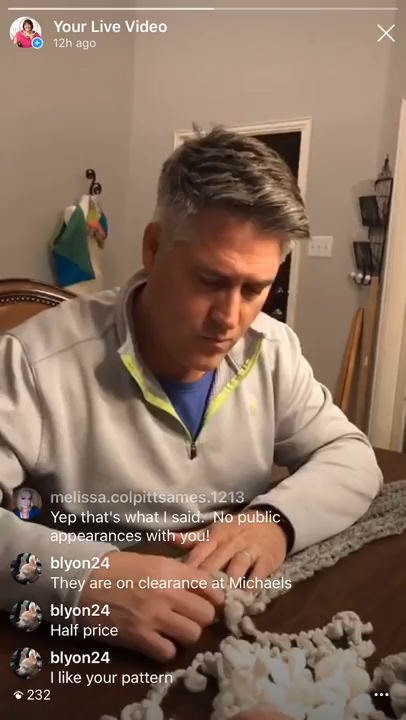 Your Live Video
12h ago
melissa.colpittsames.1213
Yep that's what I said.  No public
appearances with you!
blyon24
They are on clearance at Michaels
blyon24
Half price
blyon24
I like your pattern
232